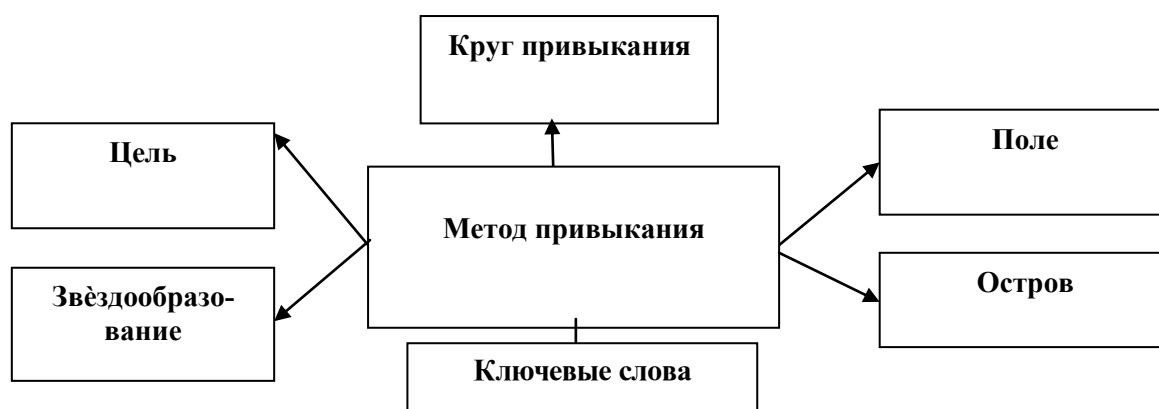 Круг привыкания
Цель
Поле
Метод привыкания
Звѐздообразо-
вание
Остров
Ключевые слова